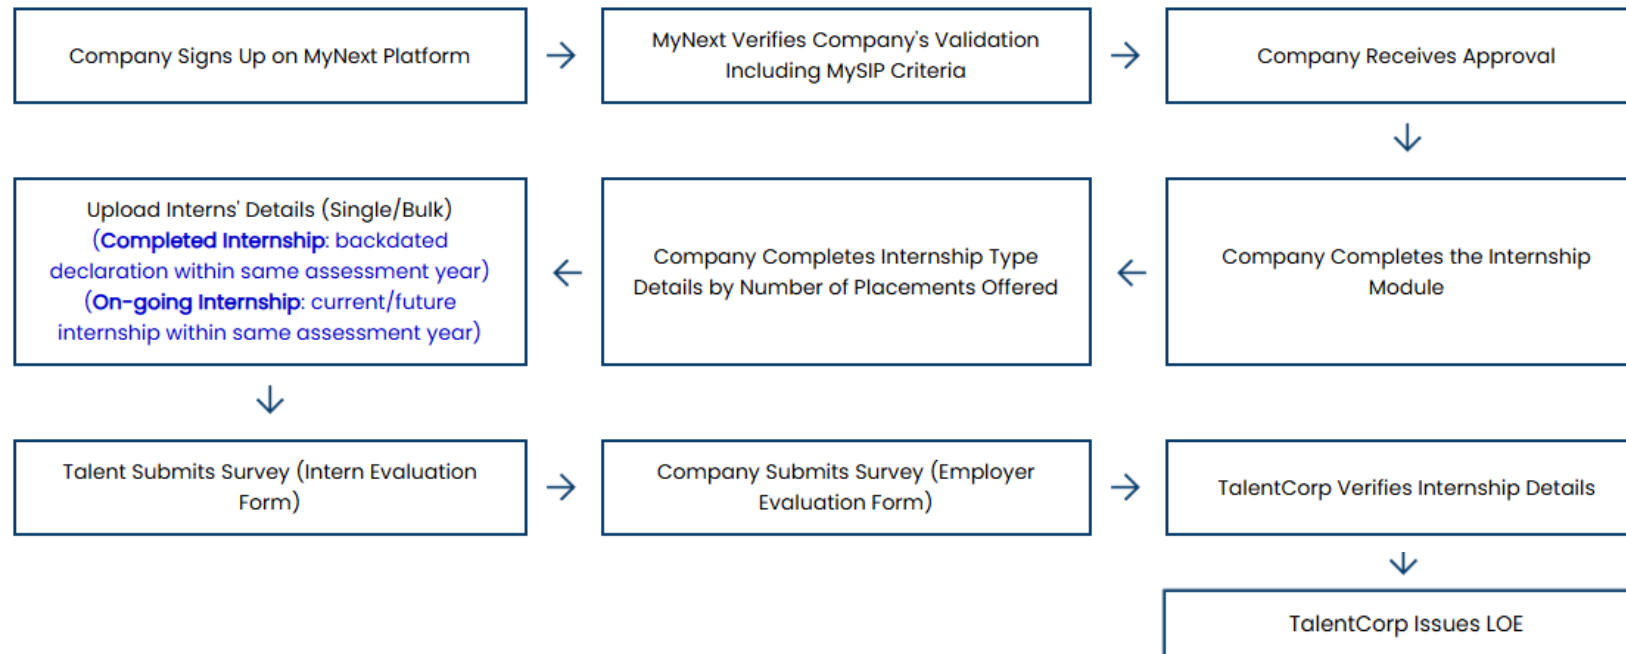 Company Signs Up on MyNext Platform
MyNext Verifies Company's Validation
Including MySIP Criteria
Company Receives Approval
Company Completes the Internship
Module
Company Completes Internship Type
Details by Number of Placements Offered
Upload Interns' Details (Single/Bulk)
(Completed Internship: backdated
declaration within same assessment year)
(On-going Internship: current/future
internship within same assessment year)
Talent Submits Survey (Intern Evaluation
Form)
Company Submits Survey (Employer
Evaluation Form)
TalentCorp Verifies Internship Details
TalentCorp Issues LOE